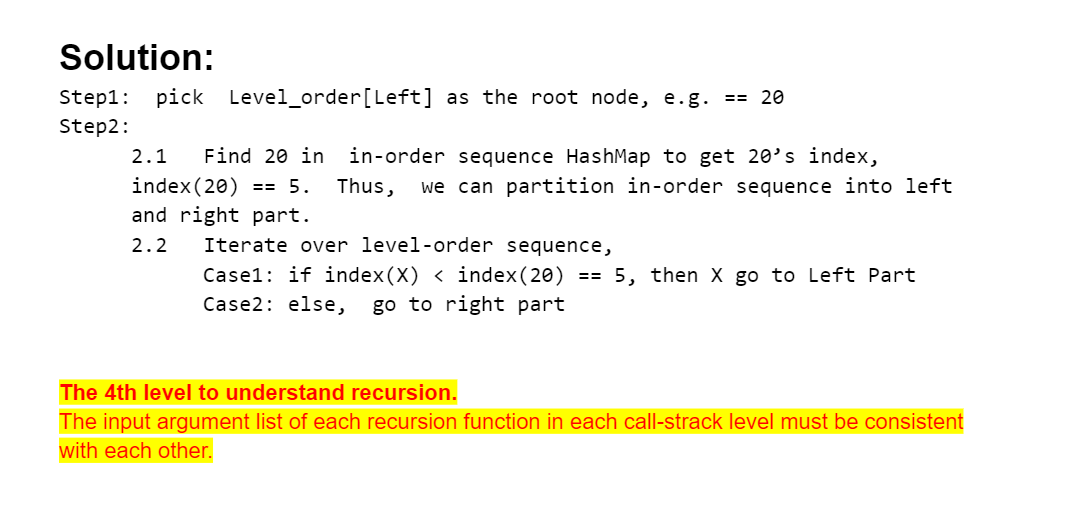 Solution:
Step1: pick Level_order[Left] as the root node, e.g. == 20
Step2:
2.1 Find 20 in in-order sequence HashMap to get 20’s index,
index(20) == 5. Thus, we can partition in-order sequence into left
and right part.
2.2 Iterate over level-order sequence,
Case1: if index(X) < index(20) == 5, then X go to Left Part
Case2: else, go to right part
The 4th level to understand recursion.
The input argument list of each recursion function in each call-strack level must be consistent
with each other.